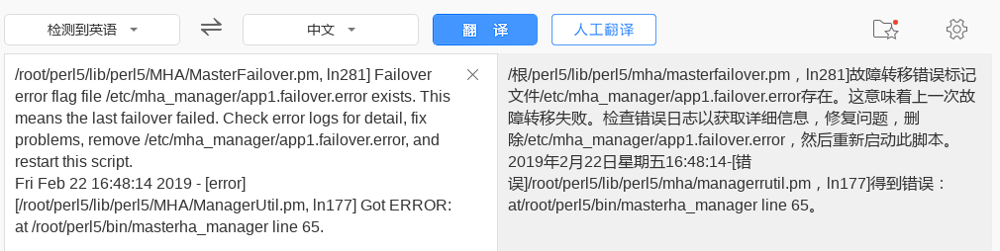 检测到英语
中文
翻 译
人工翻译
/root/perl5/lib/perl5/MHA/MasterFailover.pm, ln281] Failover
error flag file /etc/mha_manager/app1.failover.error exists. This
means the last failover failed. Check error logs for detail, fix
problems, remove /etc/mha_manager/app1.failover.error, and
restart this script.
Fri Feb 22 16:48:14 2019 - [error]
[/root/perl5/lib/perl5/MHA/ManagerUtil.pm, ln177] Got ERROR:
at /root/perl5/bin/masterha_manager line 65.
/根/perl5/lib/perl5/mha/masterfailover.pm，ln281]故障转移错误标记
文件/etc/mha_manager/app1.failover.error存在。这意味着上一次故
障转移失败。检查错误日志以获取详细信息，修复问题，删
除/etc/mha_manager/app1.failover.error，然后重新启动此脚本。
2019年2月22日星期五16:48:14-[错
误]/root/perl5/lib/perl5/mha/managerrutil.pm，ln177]得到错误：
at/root/perl5/bin/masterha_manager line 65。